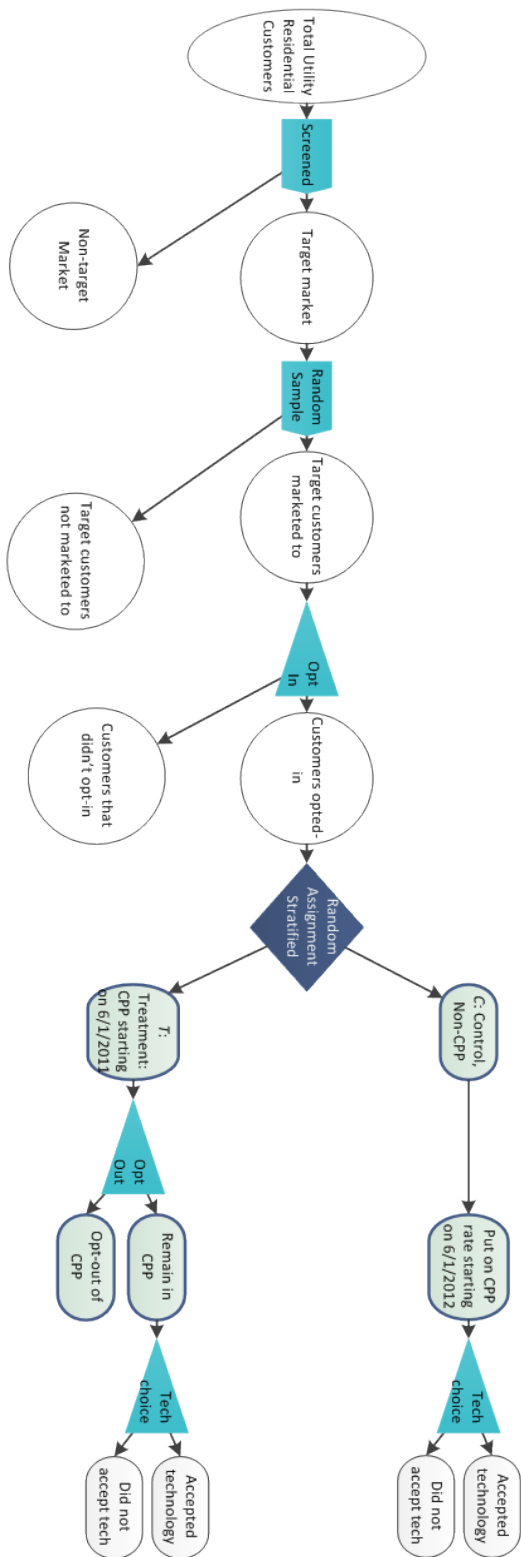 Total Utility
Residential
Customers
Screened
Non-target
Market
Target market
Random
Sample
Target customers
not marketed to
Target customers
marketed to
Opt
In
Customers that
didn't opt-in
Customers opted-
in
Random
Assignment
Stratified
C: Control,
Non-CPP
Put on CPP
rate starting
on 6/1/2012
Tech
choice
Accepted
technology
Did not
accept tech
T:
Treatment:
CPP starting
on 6/1/2011
Opt
Out
Remain in
CPP
Opt-out of
CPP
Tech
choice
Accepted
technology
Did not
accept tech